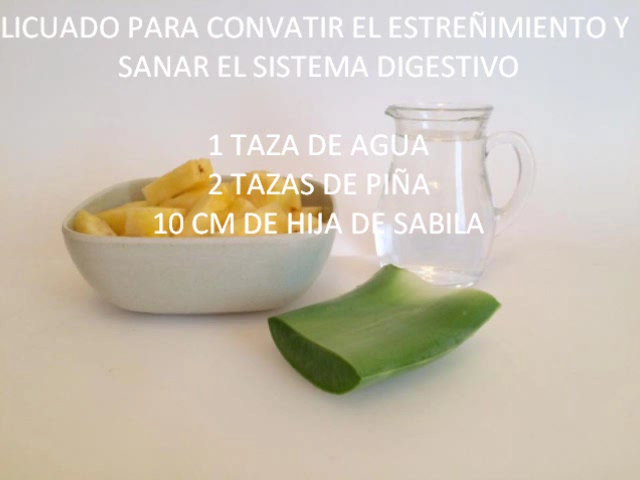 LICUADO PARA CONVATIR EL ESTREÑIMIENTO Y
SANAR EL SISTEMA DIGESTIVO
1 TAZA DE AGUA
2 TAZAS DE PIÑA
10 CM DE HIJA DE SABILA